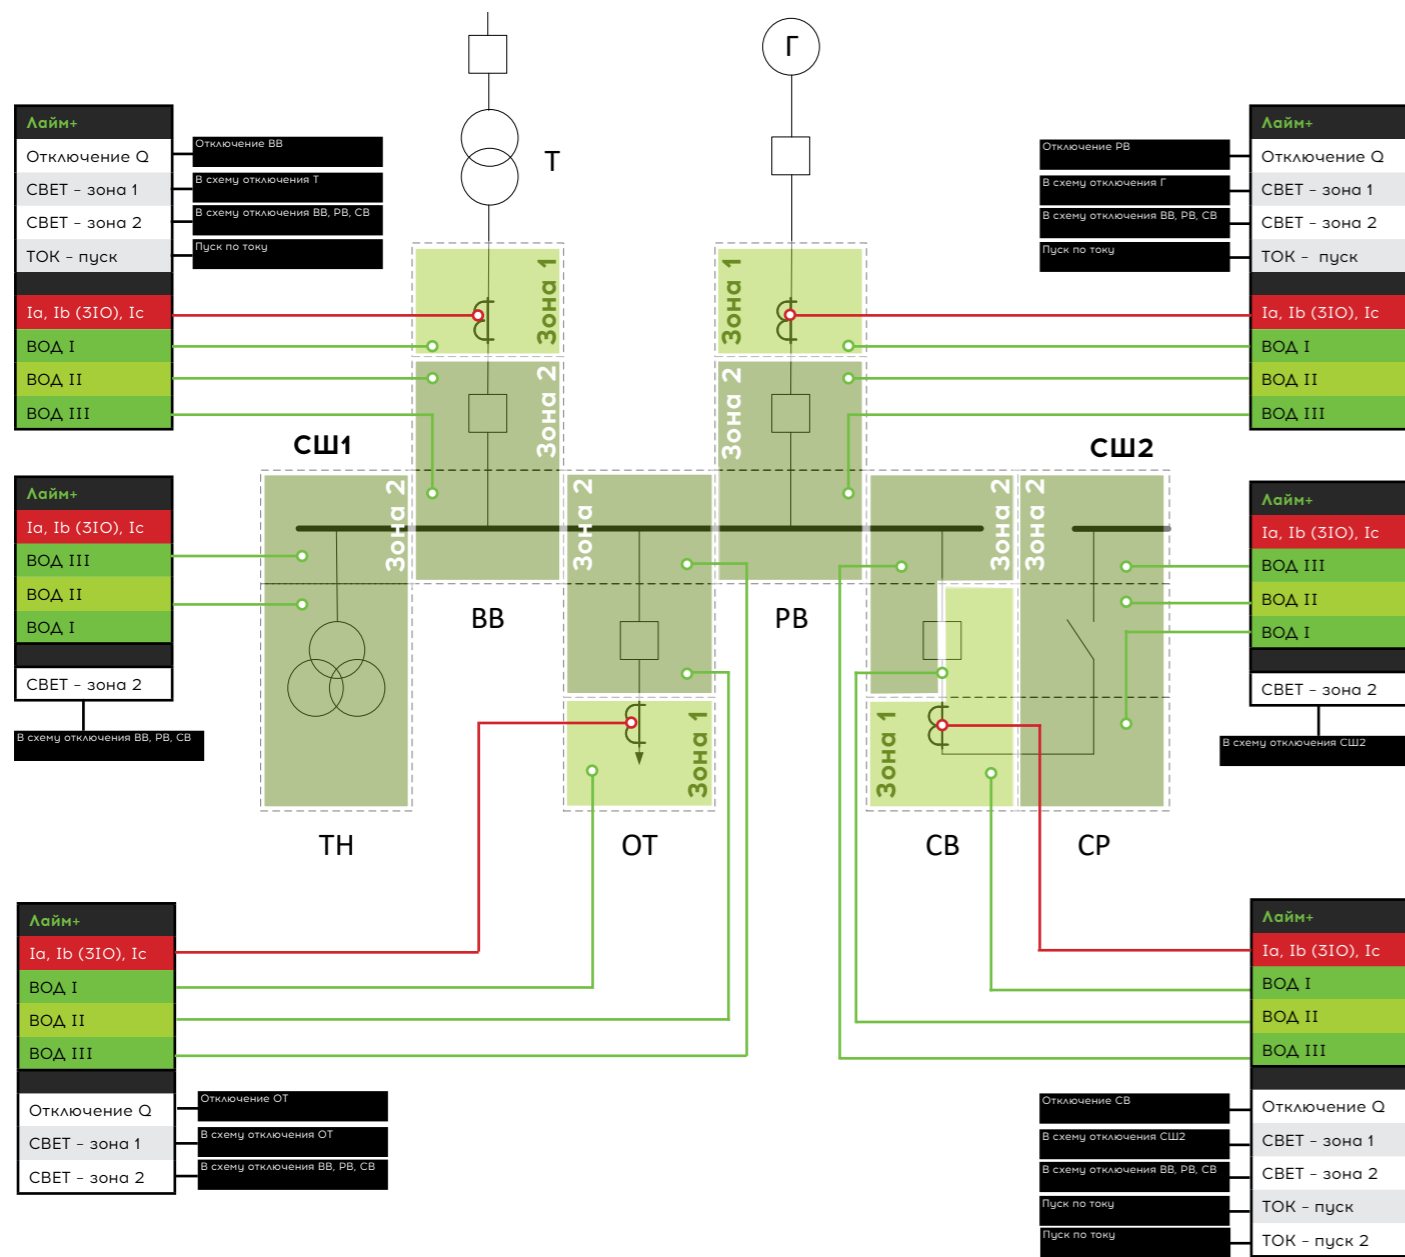 Г
Т
Лайм+
Отключение Q
СВЕТ – зона 1
СВЕТ – зона 2
ТОК – пуск
Ia, Ib (3IO), Ic
ВОД I
ВОД II
ВОД III
Отключение ВВ
В схему отключения Т
В схему отключения ВВ, РВ, СВ
Пуск по току
Отключение РВ
В схему отключения Г
В схему отключения ВВ, РВ, СВ
Пуск по току
Лайм+
Отключение Q
СВЕТ – зона 1
СВЕТ – зона 2
ТОК – пуск
Ia, Ib (3IO), Ic
ВОД I
ВОД II
ВОД III
Зона 1
Зона 2
Зона 1
Зона 2
СШ1
СШ2
Зона 2
Зона 2
Зона 2
Зона 2
Лайм+
Ia, Ib (3IO), Ic
ВОД III
ВОД II
ВОД I
СВЕТ – зона 2
В схему отключения ВВ, РВ, СВ
Лайм+
Ia, Ib (3IO), Ic
ВОД III
ВОД II
ВОД I
СВЕТ – зона 2
В схему отключения СШ2
ВВ
РВ
Зона 1
Зона 1
ТН
ОТ
СВ
СР
Лайм+
Ia, Ib (3IO), Ic
ВОД I
ВОД II
ВОД III
Отключение Q
СВЕТ – зона 1
СВЕТ – зона 2
Отключение ОТ
В схему отключения ОТ
В схему отключения ВВ, РВ, СВ
Лайм+
Ia, Ib (3IO), Ic
ВОД I
ВОД II
ВОД III
Отключение Q
СВЕТ – зона 1
СВЕТ – зона 2
ТОК – пуск
ТОК – пуск 2
Отключение СВ
В схему отключения СШ2
В схему отключения ВВ, РВ, СВ
Пуск по току
Пуск по току